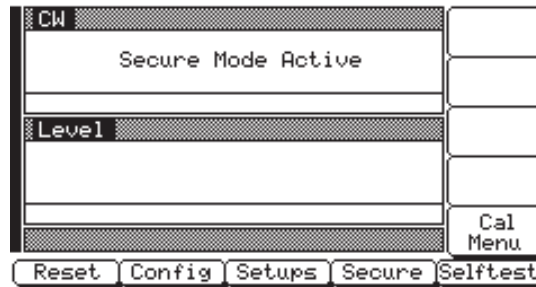 CW
Secure Mode Active
Level
Cal
Menu
Reset Config Setups Secure Selftest